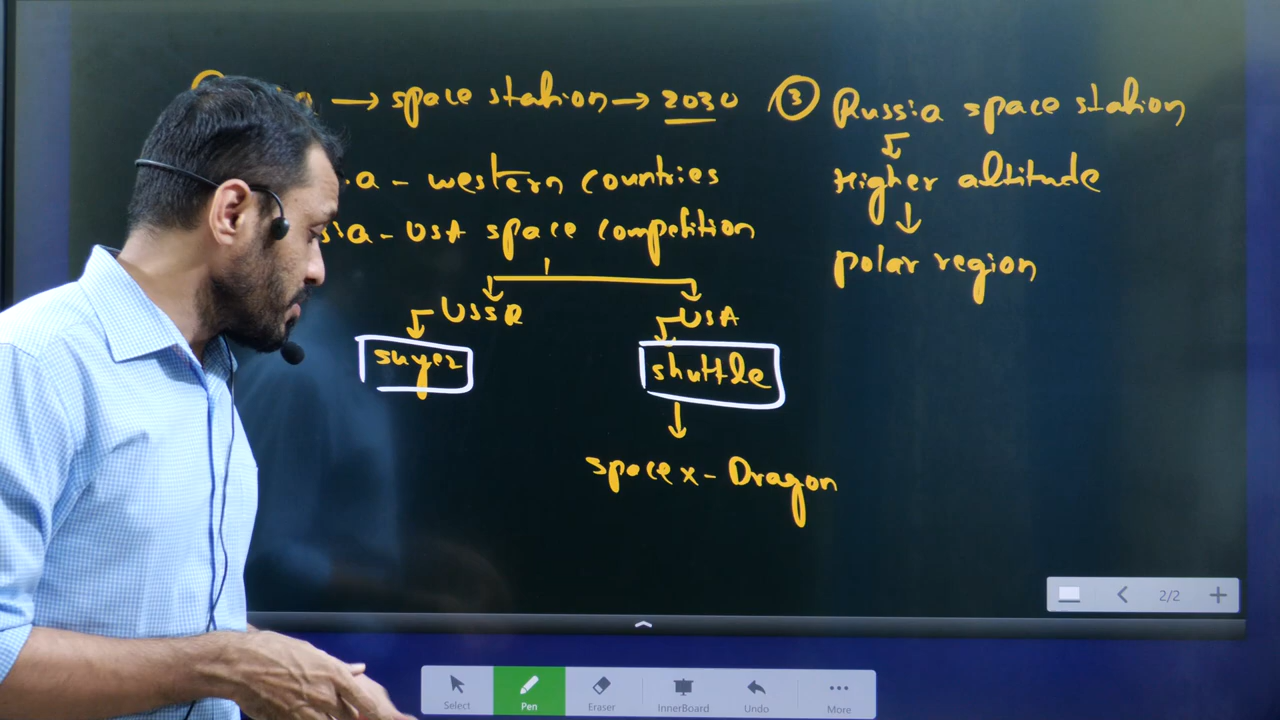 → space station → 2030
- western countries
- USA space competition
USSR
USA
suyez
shuttle
spacex - Dragon
③ Russia space station
Higher altitude
polar region
2/2
Select
Pen
Eraser
InnerBoard
Undo
More